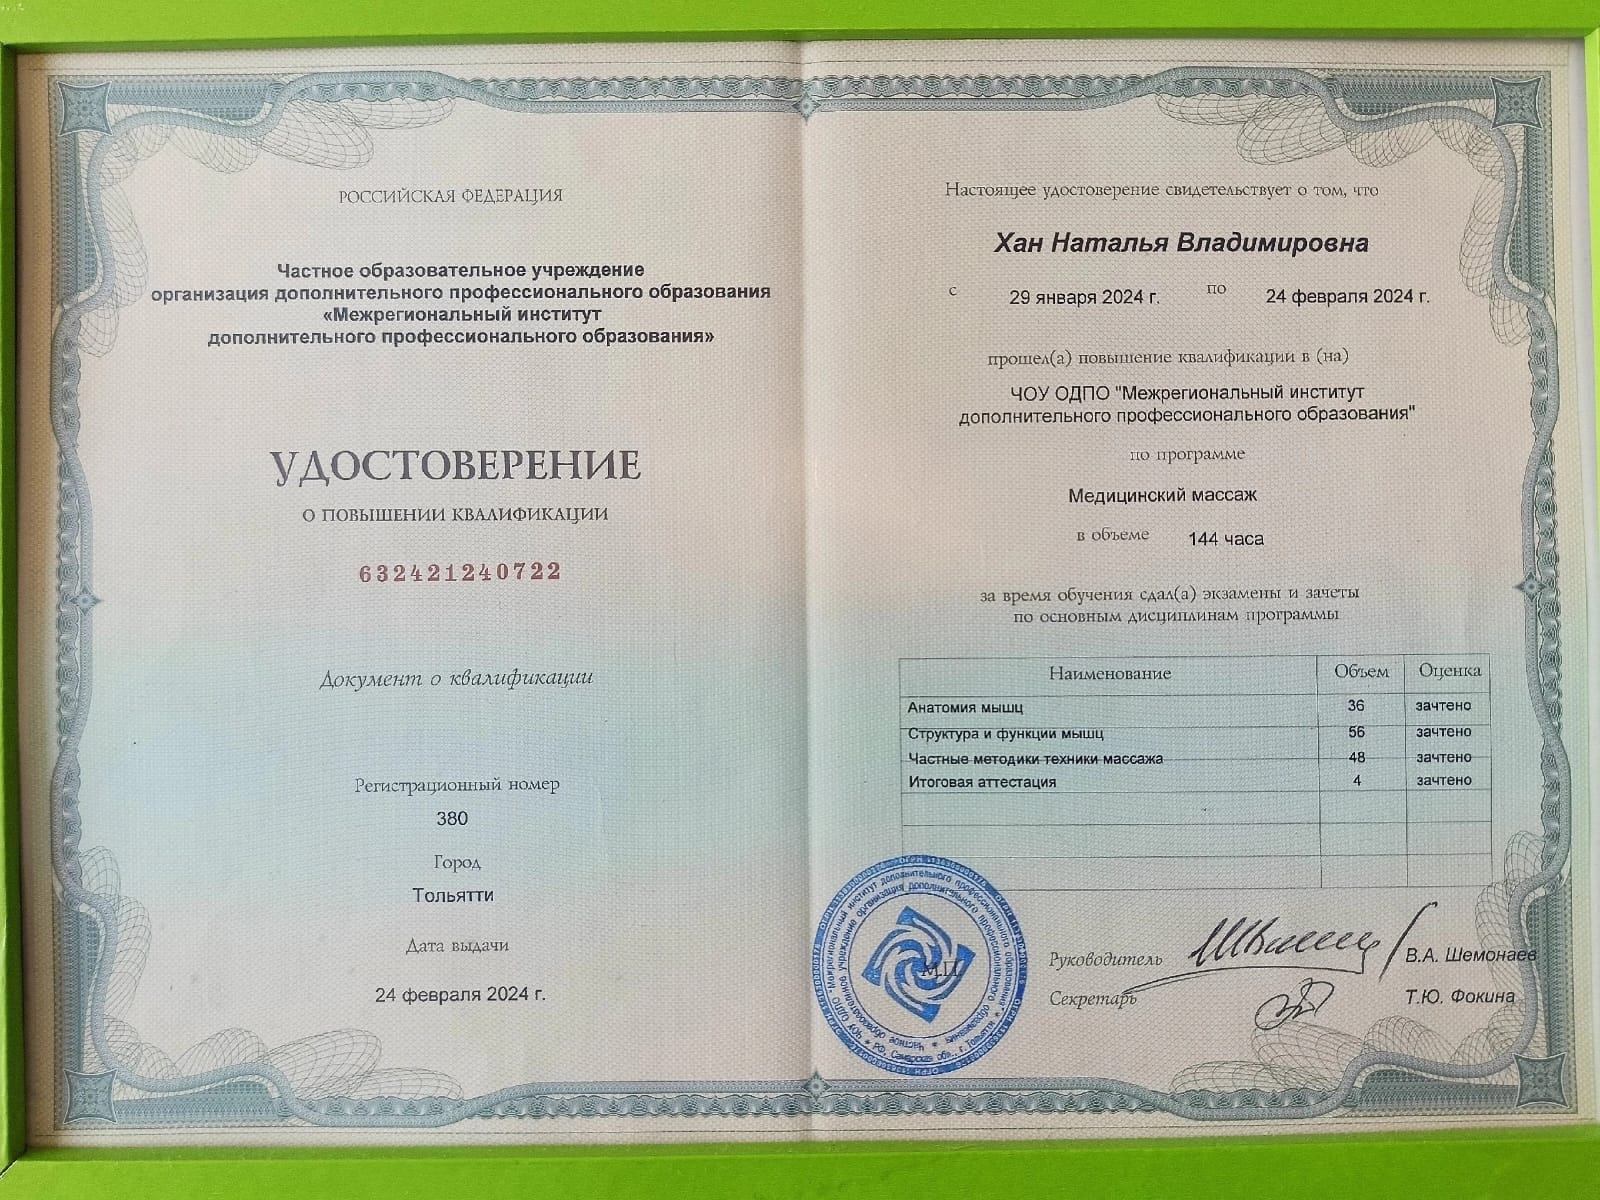 РОССИЙСКАЯ ФЕДЕРАЦИЯ
Частное образовательное учреждение
организация дополнительного профессионального образования
«Межрегиональный институт
дополнительного профессионального образования»
УДОСТОВЕРЕНИЕ
О ПОВЫШЕНИИ КВАЛИФИКАЦИИ
632421240722
Документ о квалификации
Регистрационный номер
380
Город
Тольятти
Дата выдачи
24 февраля 2024 г.
Настоящее удостоверение свидетельствует о том, что
Хан Наталья Владимировна
с 29 января 2024 г. по 24 февраля 2024 г.
прошел(а) повышение квалификации в (на)
ЧОУ ОДПО "Межрегиональный институт
дополнительного профессионального образования"
по программе
Медицинский массаж
в объеме 144 часа
за время обучения сдал(а) экзамены и зачеты
по основным дисциплинам программы
Наименование Объем Оценка
Анатомия мышц 36 зачтено
Структура и функции мышц 56 зачтено
Частные методики техники массажа 48 зачтено
Итоговая аттестация 4 зачтено
М.П.
Руководитель В.А. Шемонаев
Секретарь Т.Ю. Фокина